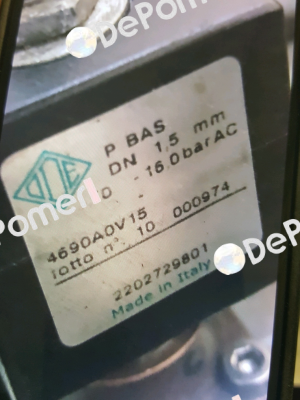 DePomen
ODE
P BAS
DN 1,5 mm
0 - 16.0 bar AC
4690A0V15
lotto n°. 10 000974
2202729801
Made in Italy
DePomen
DePomen